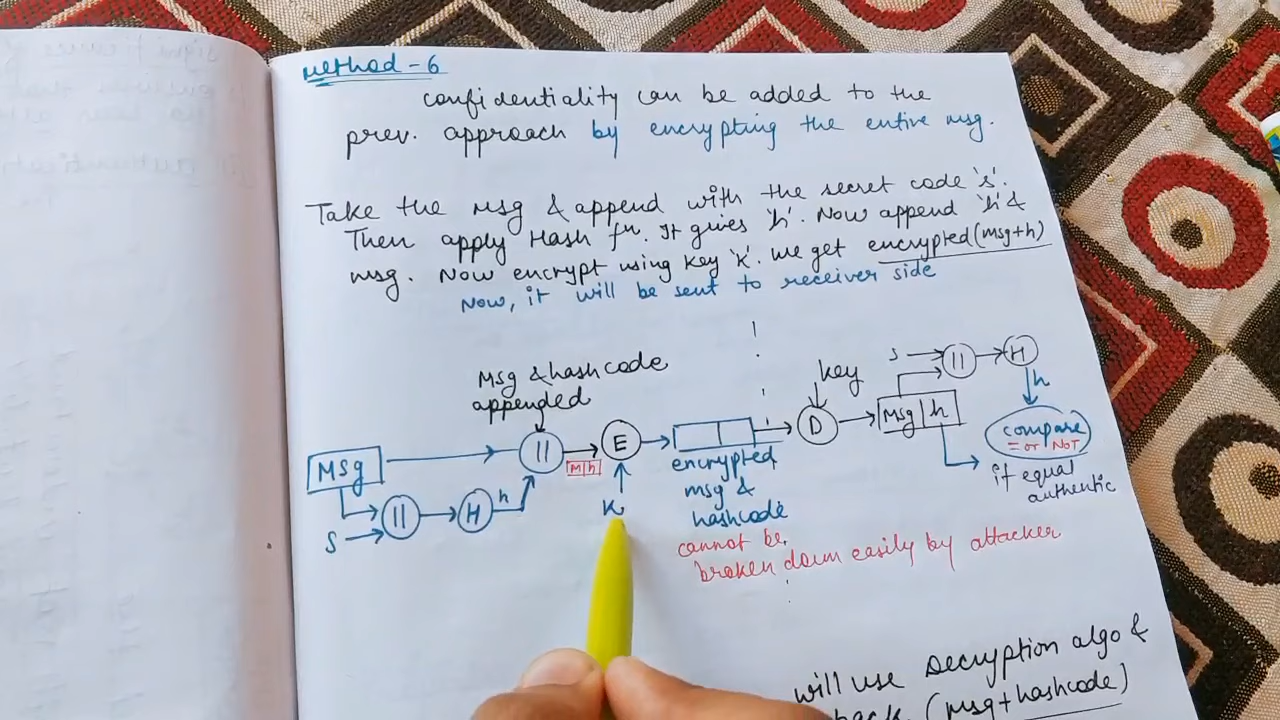 Method - 6
confidentiality can be added to the
prev. approach by encrypting the entire msg.
Take the msg & append with the secret code 's'.
Then apply Hash fn. It gives 'h'. Now append 'h' &
msg. Now encrypt using key 'K'. We get encrypted(msg+h)
Now, it will be sent to receiver side
Msg & hashcode
appended
key
S
||
H
h
Msg
||
M h
E
D
Msg h
compare
= or NOT
if equal
authentic
S
||
H
h
K
encrypted
msg &
hashcode
cannot be
broken down easily by attacker
will use Decryption algo &
back (msg+hashcode)